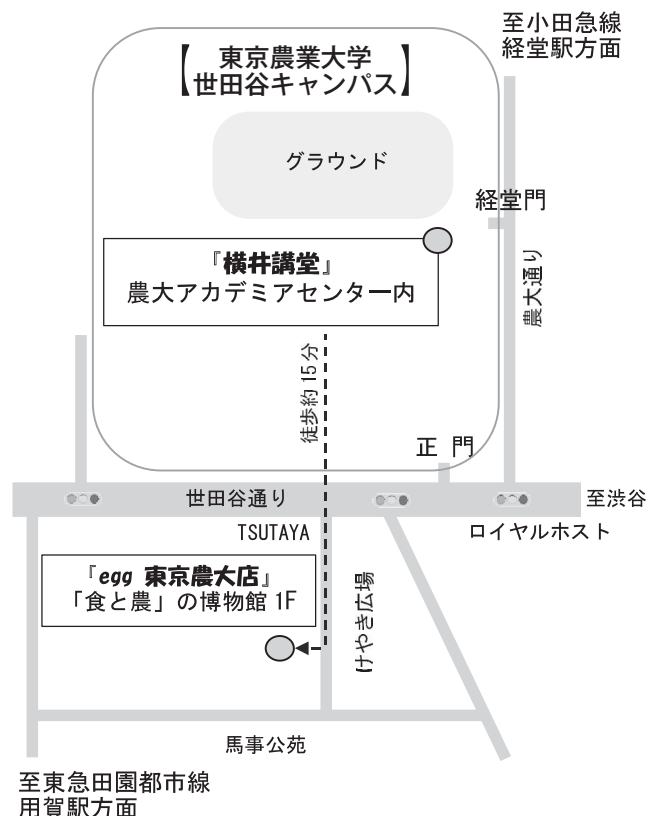 至小田急線
経堂駅方面
【東京農業大学
世田谷キャンパス】
グラウンド
経堂門
『横井講堂』
農大アカデミアセンター内
農大通り
徒歩約15分
正 門
世田谷通り
至渋谷
TSUTAYA
ロイヤルホスト
『egg 東京農大店』
「食と農」の博物館 1F
けやき広場
馬事公苑
至東急田園都市線
用賀駅方面